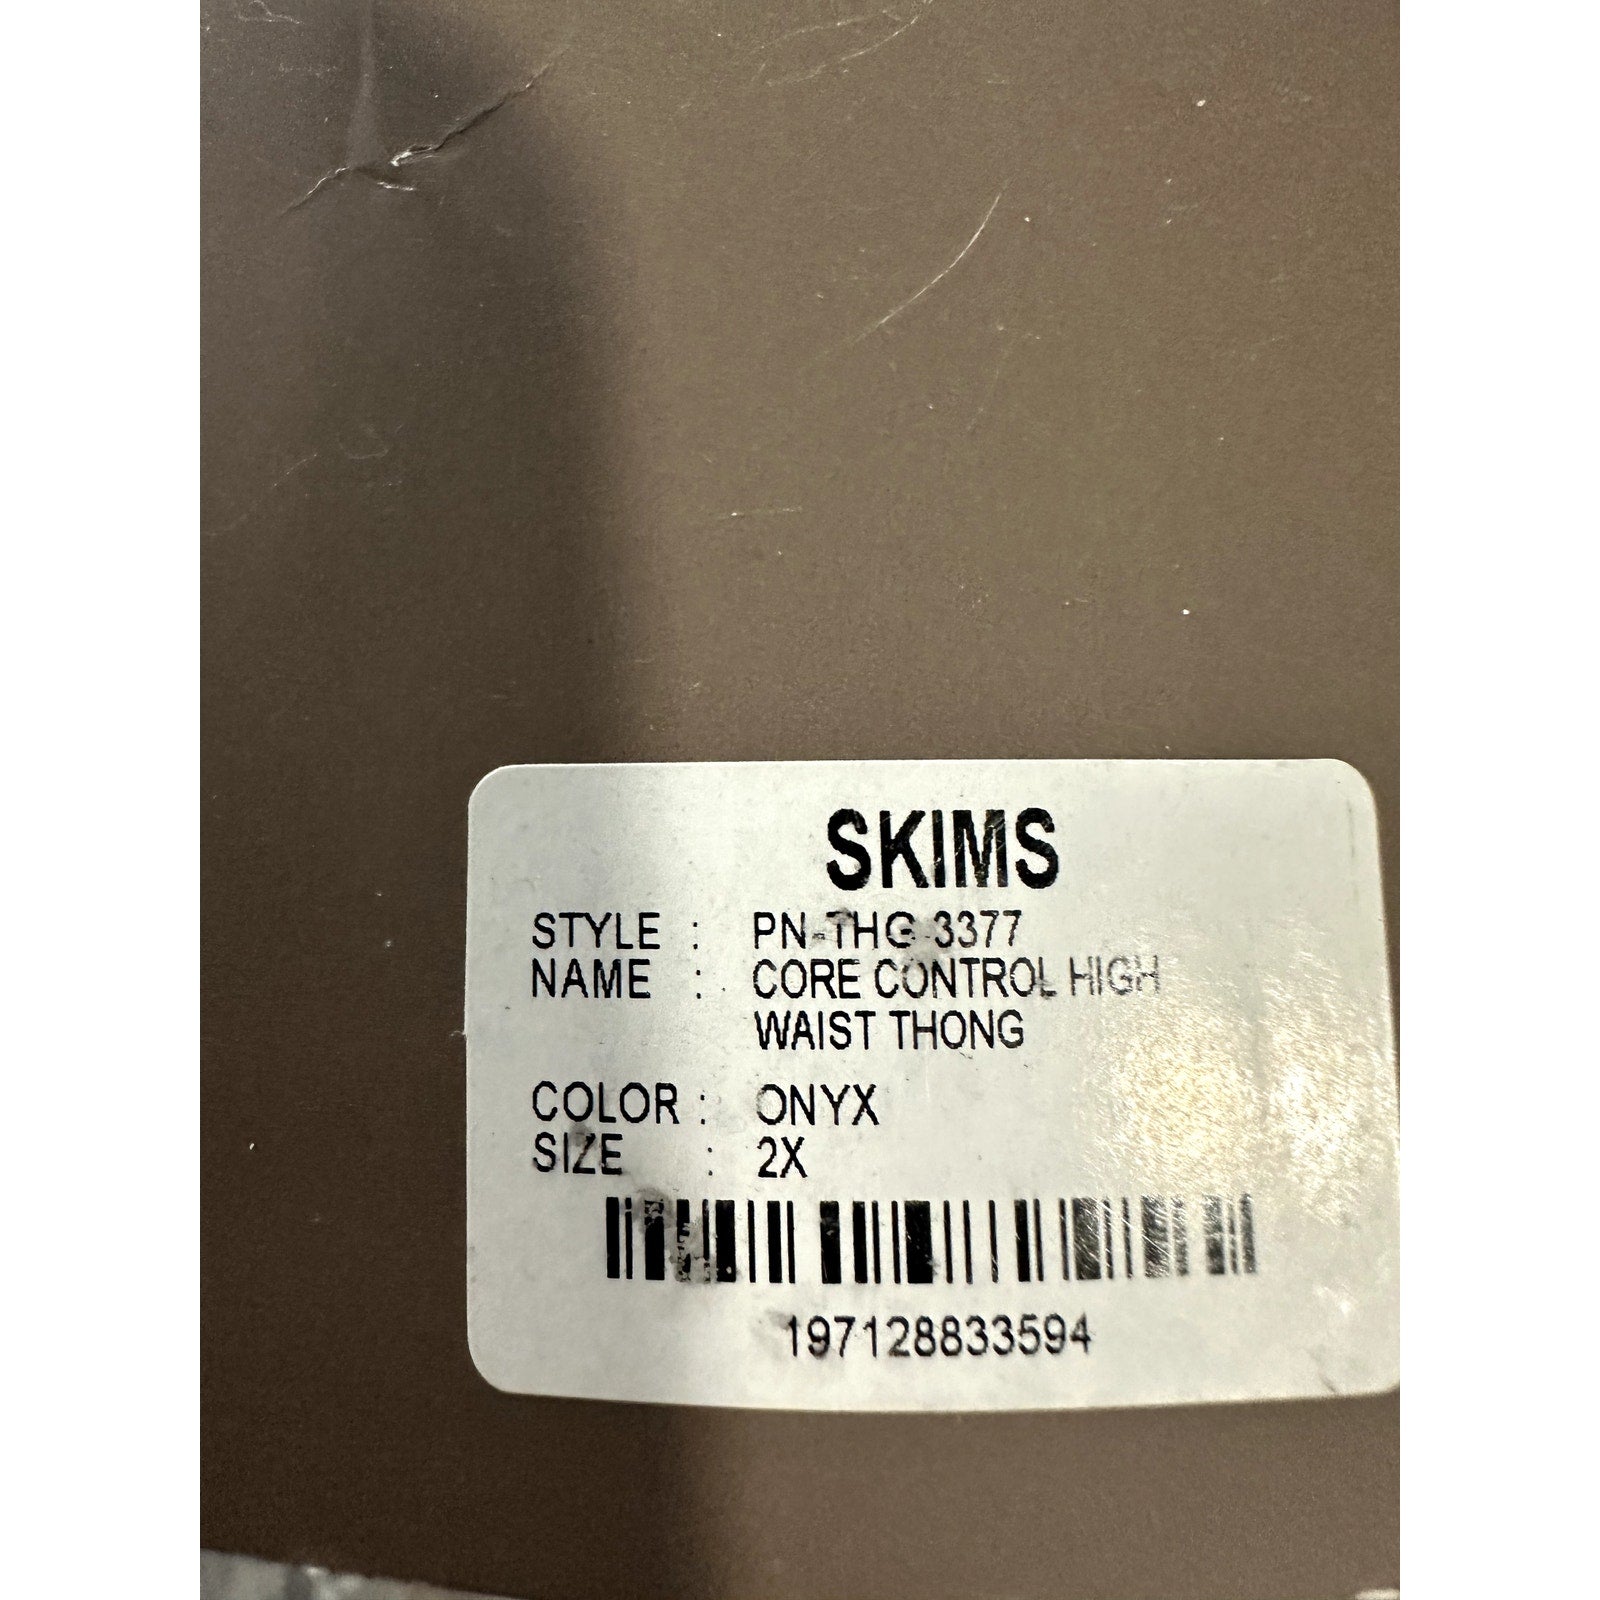 SKIMS
STYLE : PN-THG-3377
NAME : CORE CONTROL HIGH
WAIST THONG
COLOR : ONYX
SIZE : 2X
197128833594